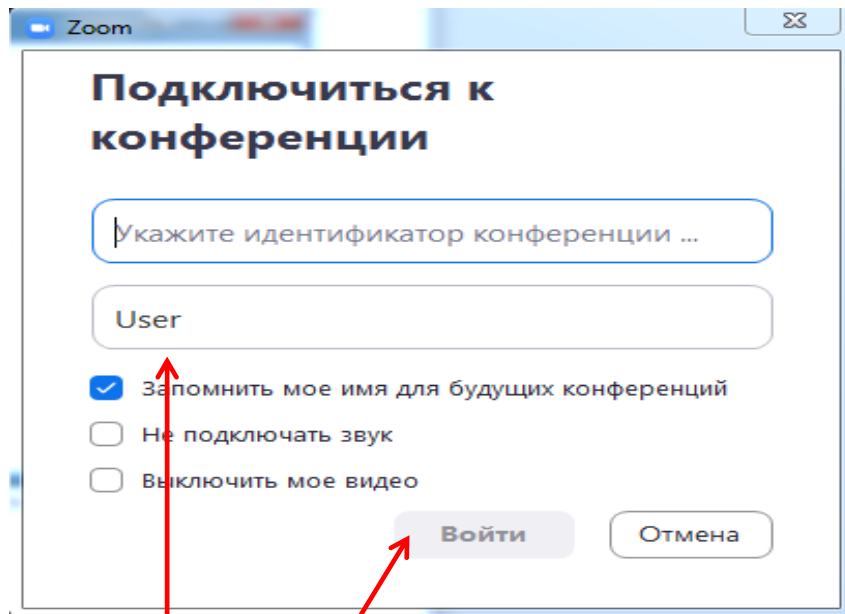 Zoom
Подключиться к
конференции
Укажите идентификатор конференции ...
User
Запомнить мое имя для будущих конференций
Не подключать звук
Выключить мое видео
Войти Отмена